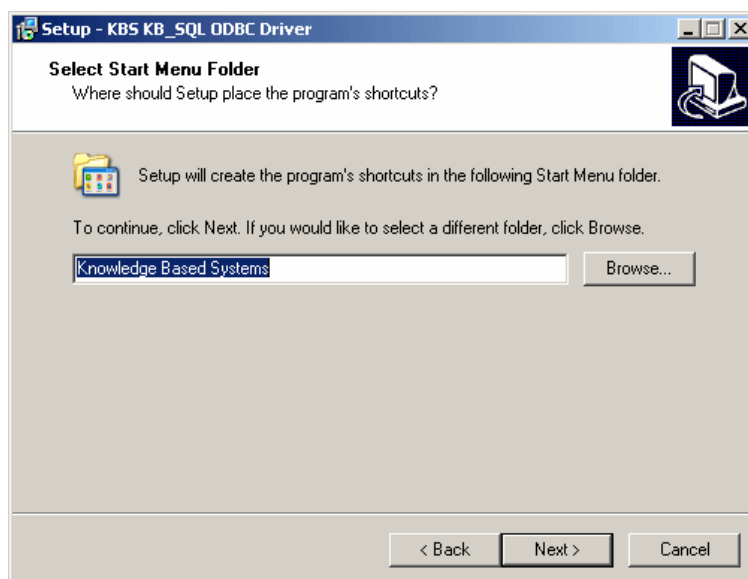 Setup - KBS KB_SQL ODBC Driver
Select Start Menu Folder
Where should Setup place the program's shortcuts?
Setup will create the program's shortcuts in the following Start Menu folder.
To continue, click Next. If you would like to select a different folder, click Browse.
Knowledge Based Systems
Browse...
< Back
Next >
Cancel